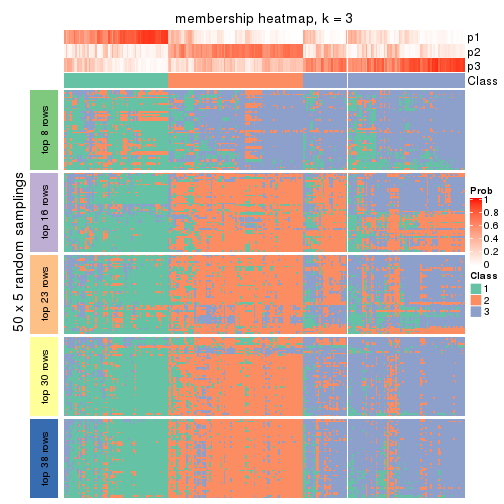 membership heatmap, k = 3
p1
p2
p3
Class
50 x 5 random samplings
top 8 rows
top 16 rows
top 23 rows
top 30 rows
top 38 rows
Prob
1
0.8
0.6
0.4
0.2
0
Class
1
2
3